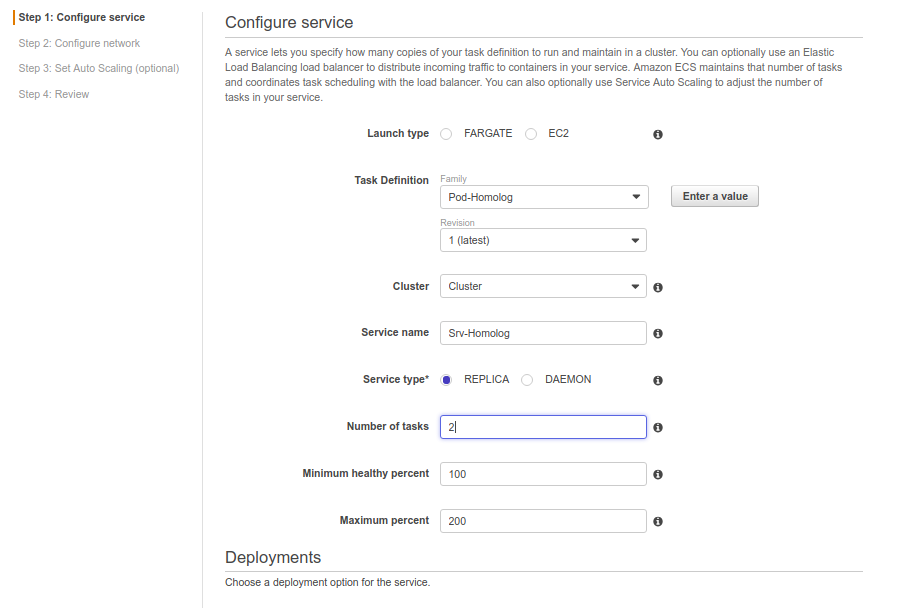 Step 1: Configure service
Step 2: Configure network
Step 3: Set Auto Scaling (optional)
Step 4: Review
Configure service
A service lets you specify how many copies of your task definition to run and maintain in a cluster. You can optionally use an Elastic
Load Balancing load balancer to distribute incoming traffic to containers in your service. Amazon ECS maintains that number of tasks
and coordinates task scheduling with the load balancer. You can also optionally use Service Auto Scaling to adjust the number of
tasks in your service.
Launch type FARGATE EC2
Task Definition
Family
Pod-Homolog
Enter a value
Revision
1 (latest)
Cluster Cluster
Service name Srv-Homolog
Service type* REPLICA DAEMON
Number of tasks 2
Minimum healthy percent 100
Maximum percent 200
Deployments
Choose a deployment option for the service.